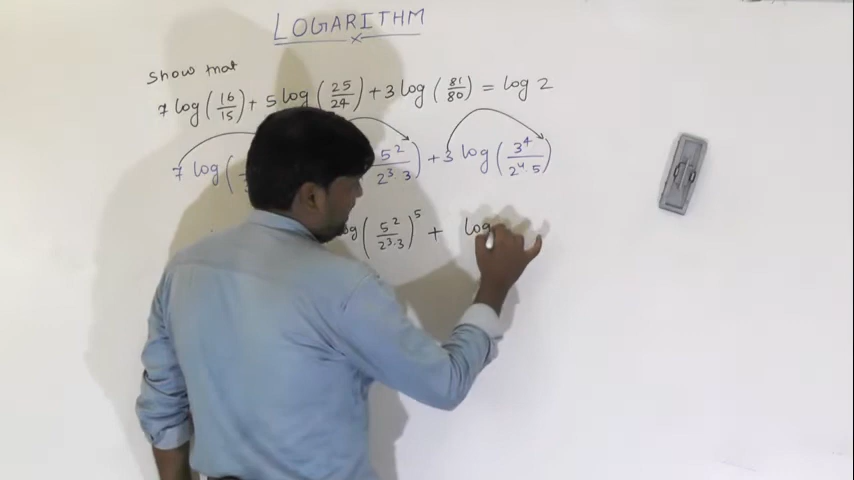 LOGARITHM
Show that
7 log (16/15) + 5 log (25/24) + 3 log (81/80) = log 2
7 log ( 5²/2³·3) + 3 log (3⁴/2⁴·5)
(5²/2³·3)⁵ + log